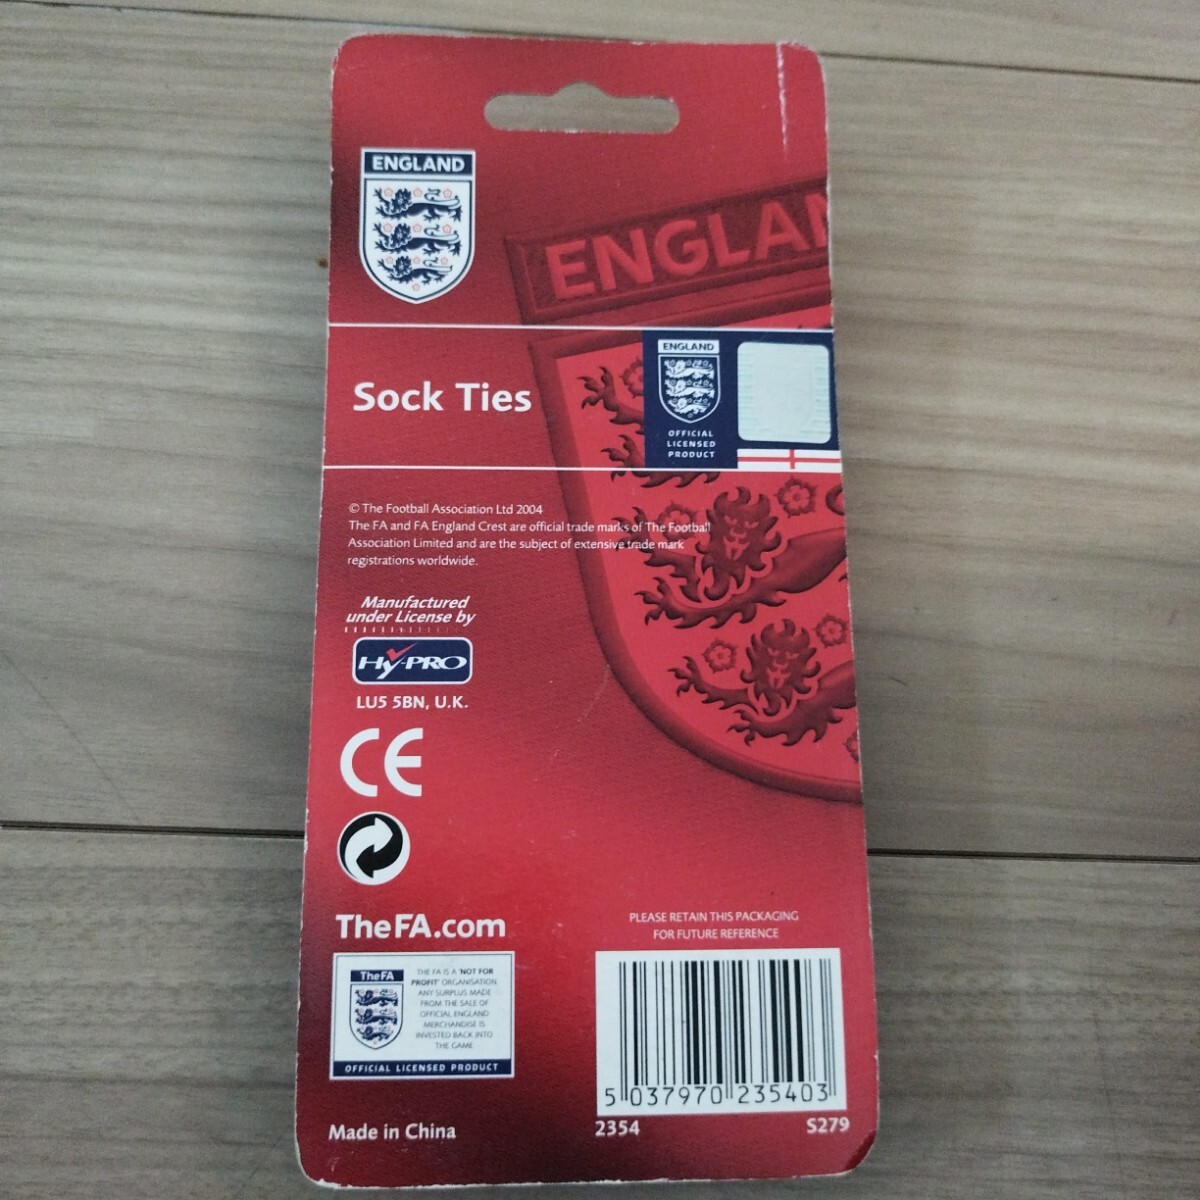 ENGLAND
ENGLAN
Sock Ties
ENGLAND
OFFICIAL
LICENSED
PRODUCT
© The Football Association Ltd 2004
The FA and FA England Crest are official trade marks of The Football
Association Limited and are the subject of extensive trade mark
registrations worldwide.
Manufactured
under License by
Hy-PRO
LU5 5BN, U.K.
CE
TheFA.com
TheFA
THE FA IS A 'NOT FOR
PROFIT' ORGANISATION
ANY SURPLUS MADE
FROM THE SALE OF
OFFICIAL ENGLAND
MERCHANDISE IS
INVESTED BACK INTO
THE GAME
OFFICIAL LICENSED PRODUCT
Made in China
PLEASE RETAIN THIS PACKAGING
FOR FUTURE REFERENCE
5 037970 235403
2354 S279